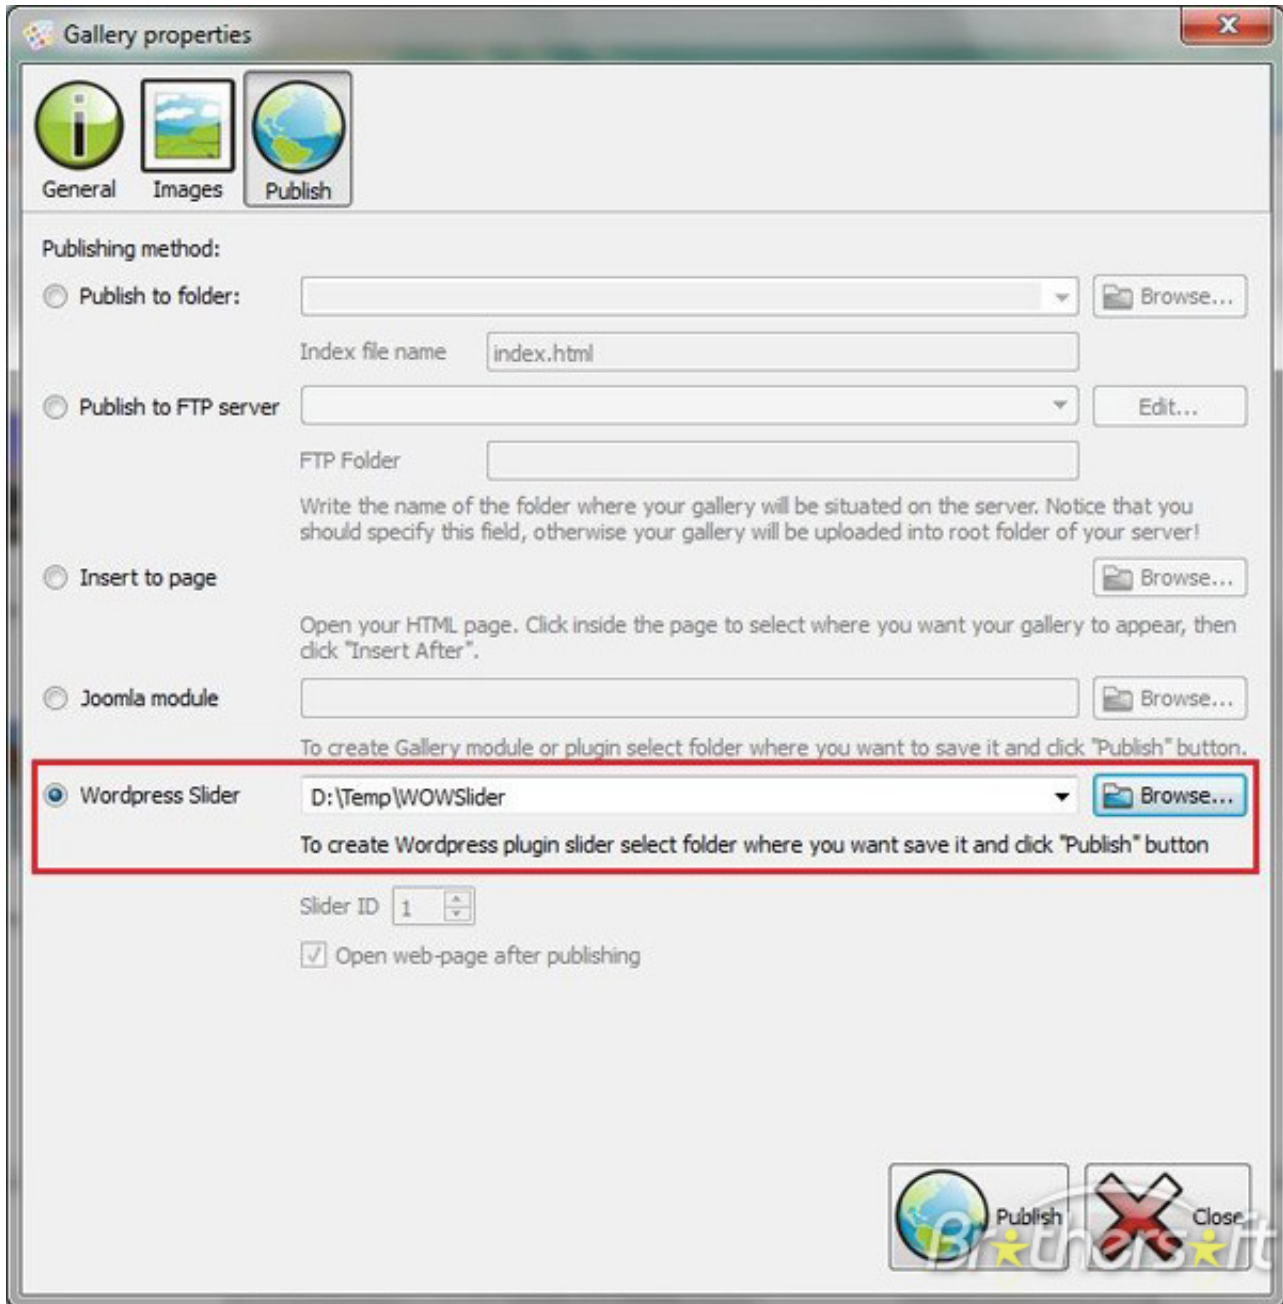 Gallery properties
General
Images
Publish
Publishing method:
Publish to folder:
Browse...
Index file name
index.html
Publish to FTP server
Edit...
FTP Folder
Write the name of the folder where your gallery will be situated on the server. Notice that you
should specify this field, otherwise your gallery will be uploaded into root folder of your server!
Insert to page
Browse...
Open your HTML page. Click inside the page to select where you want your gallery to appear, then
click "Insert After".
Joomla module
Browse...
To create Gallery module or plugin select folder where you want to save it and click "Publish" button.
Wordpress Slider
D:\Temp\WOWSlider
Browse...
To create Wordpress plugin slider select folder where you want save it and click "Publish" button
Slider ID
1
Open web-page after publishing
Publish
Close
Brothersoft